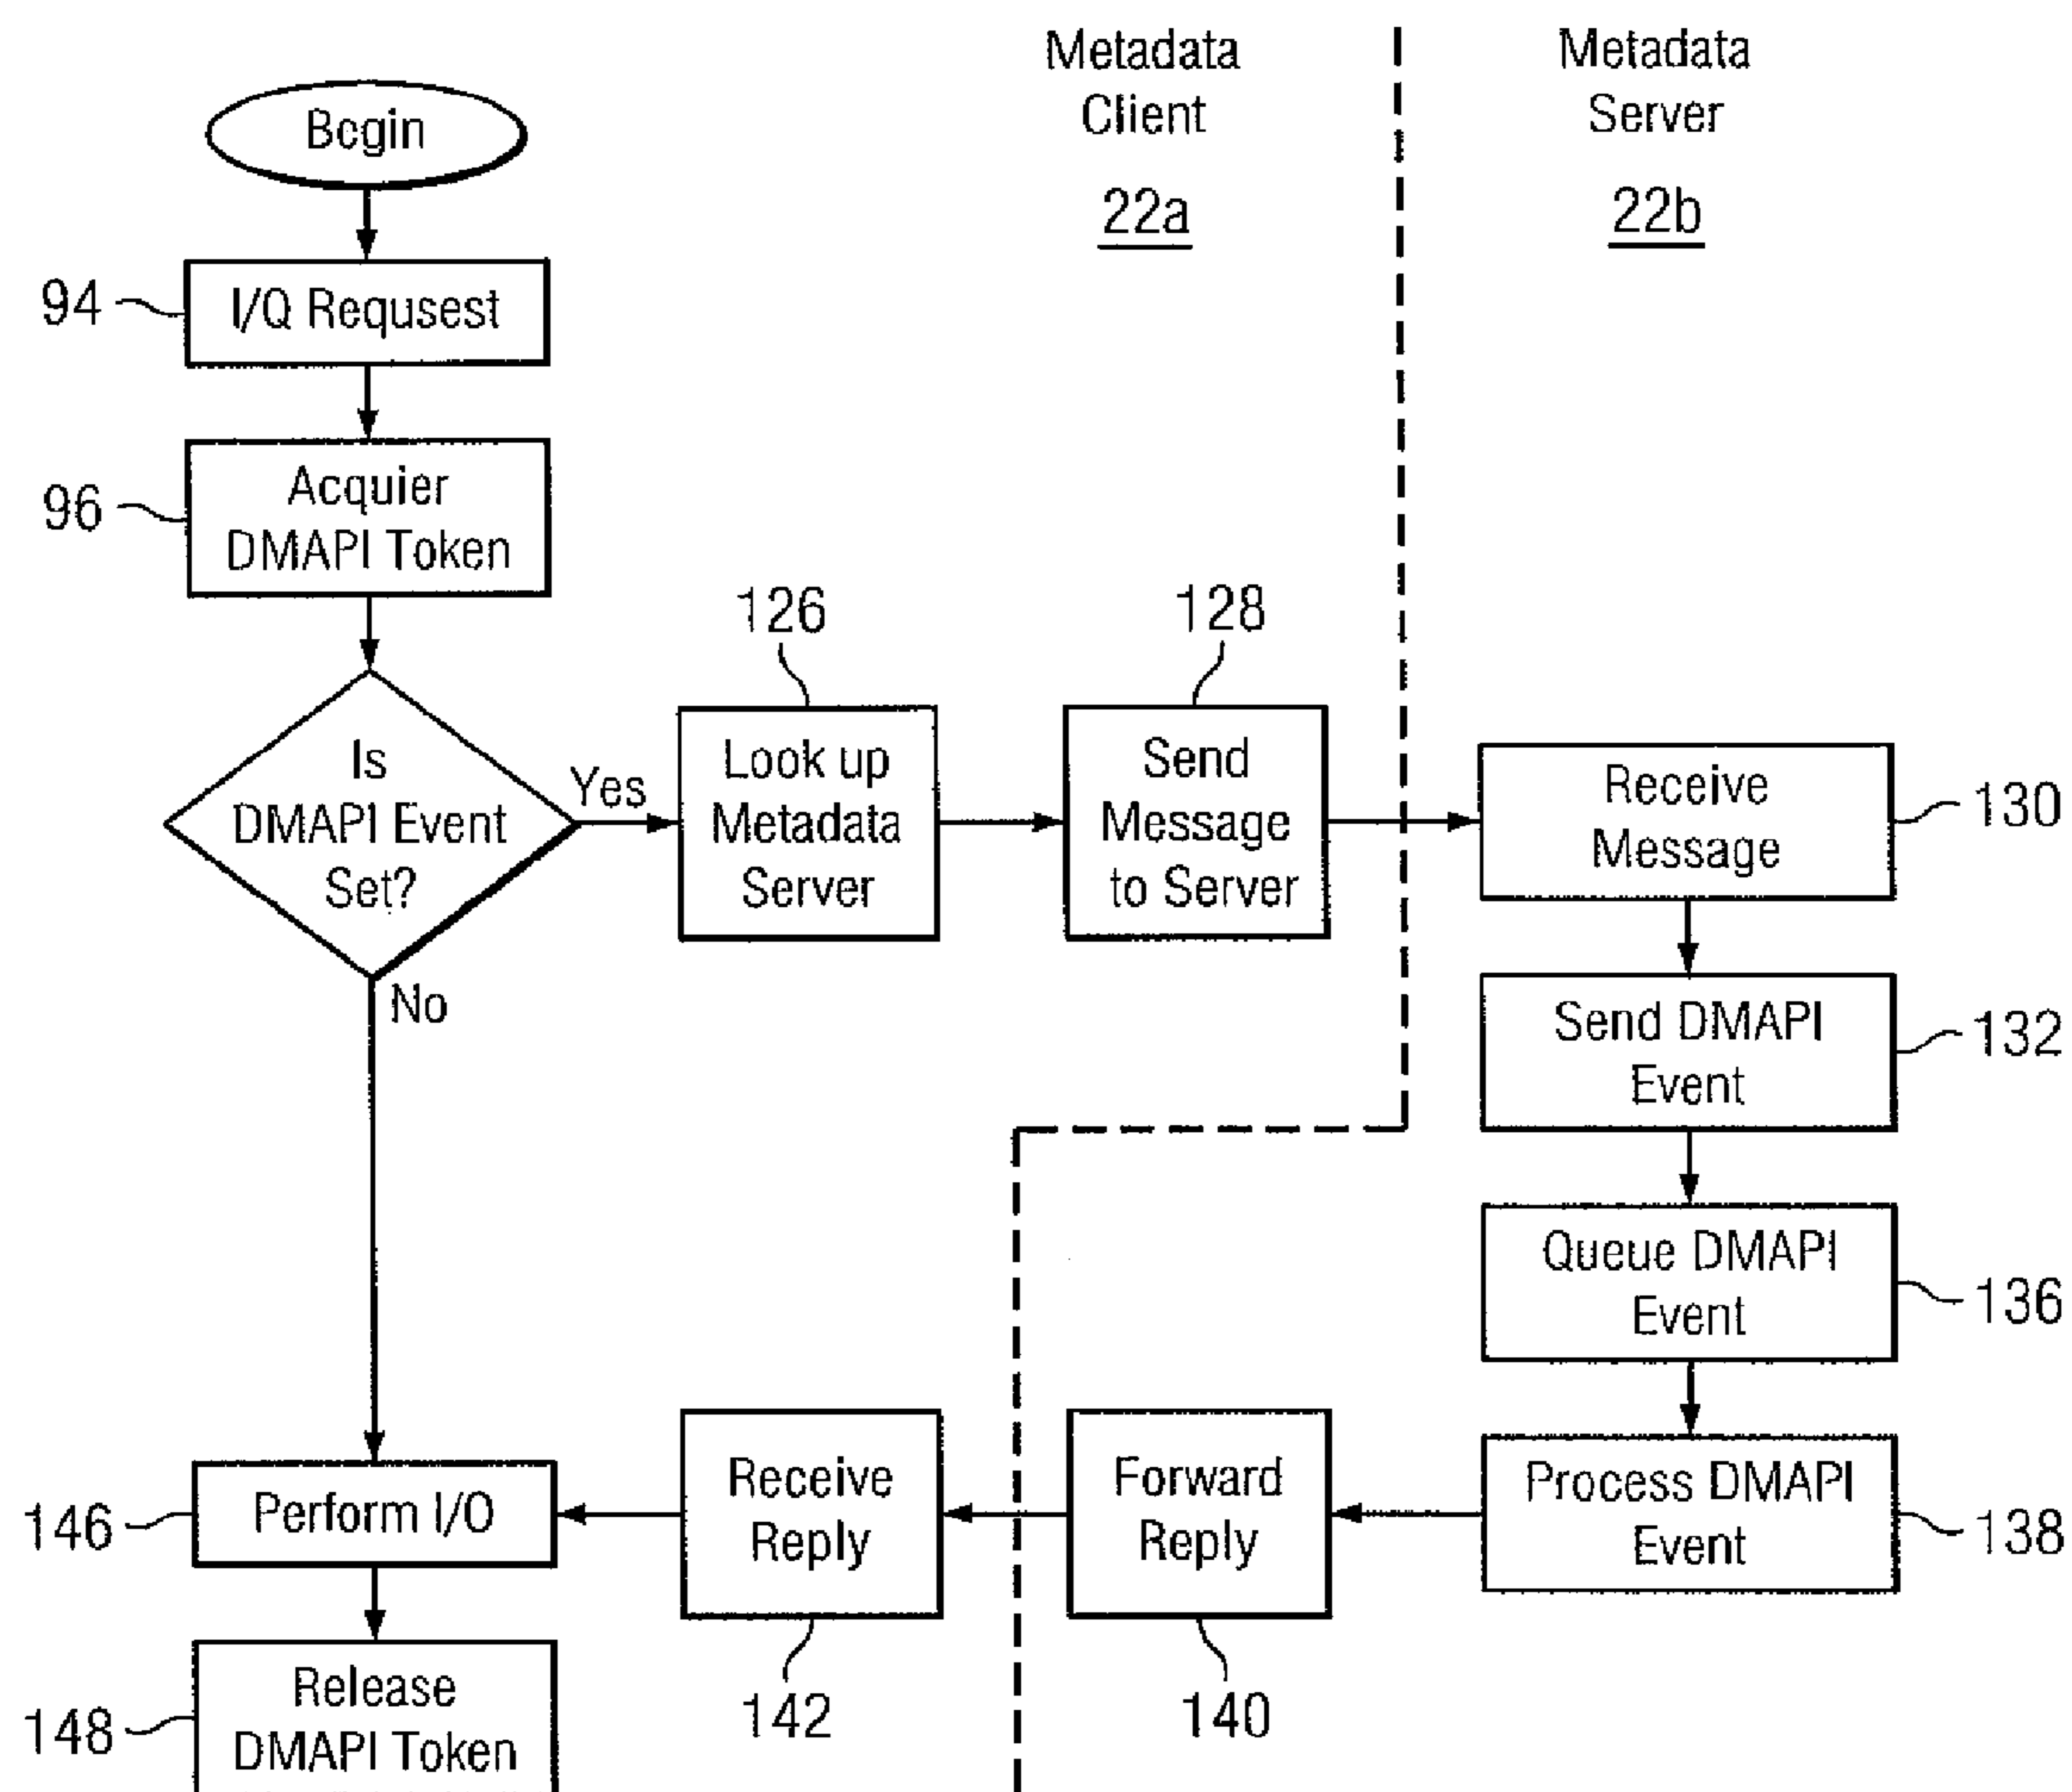 Metadata
Client
22a
Metadata
Server
22b
Begin
94
I/Q Requsest
96
Acquier
DMAPI Token
126
128
Is
DMAPI Event
Set?
Yes
No
Look up
Metadata
Server
Send
Message
to Server
Receive
Message
130
Send DMAPI
Event
132
Queue DMAPI
Event
136
Process DMAPI
Event
138
Forward
Reply
140
Receive
Reply
142
146
Perform I/O
148
Release
DMAPI Token